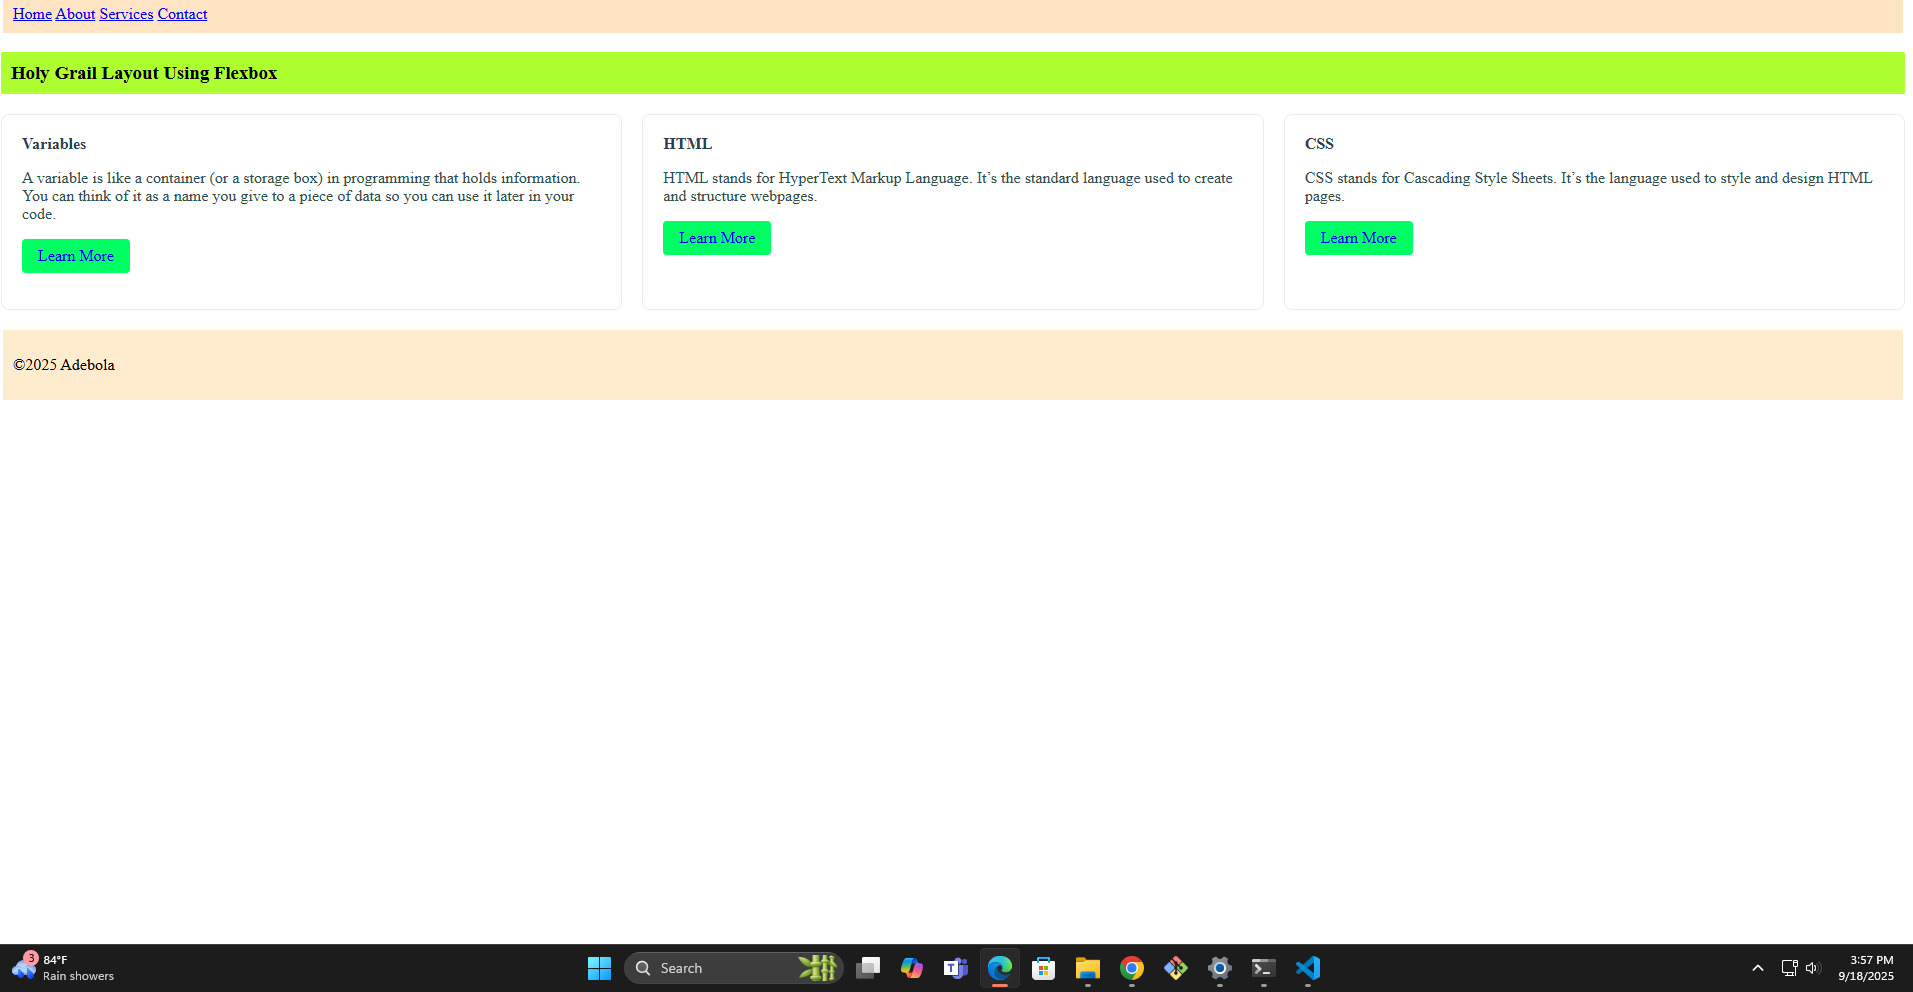 Home About Services Contact
Holy Grail Layout Using Flexbox
Variables
A variable is like a container (or a storage box) in programming that holds information.
You can think of it as a name you give to a piece of data so you can use it later in your
code.
Learn More
HTML
HTML stands for HyperText Markup Language. It’s the standard language used to create
and structure webpages.
Learn More
CSS
CSS stands for Cascading Style Sheets. It’s the language used to style and design HTML
pages.
Learn More
©2025 Adebola
3
84°F
Rain showers
Search
3:57 PM
9/18/2025